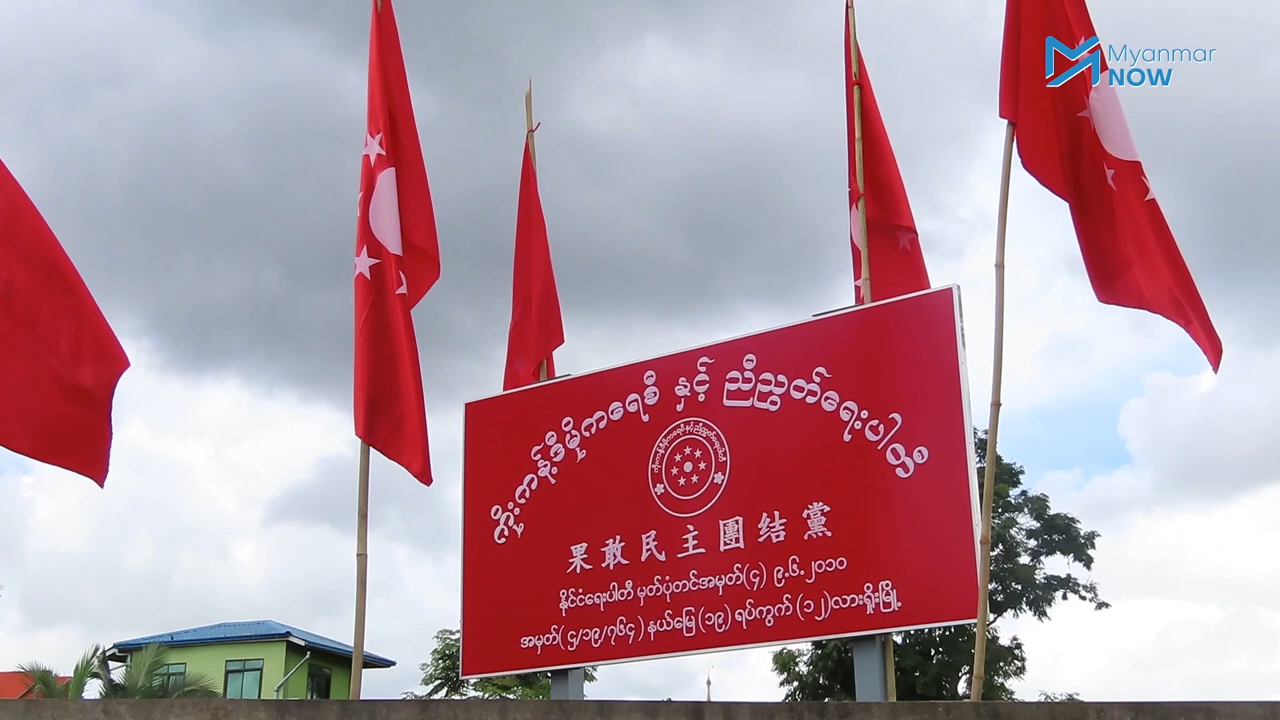 Myanmar
NOW
ကိုးကန့်ဒီမိုကရေစီ နှင့် ညီညွတ်ရေးပါတီ
果敢民主團结黨
နိုင်ငံရေးပါတီ မှတ်ပုံတင်အမှတ်(၄) ၉.၆.၂၀၁၀
အမှတ်(၄/၁၉/၇၆၄) နယ်မြေ(၁၉) ရပ်ကွက်(၁၂)လားရှိုးမြို့